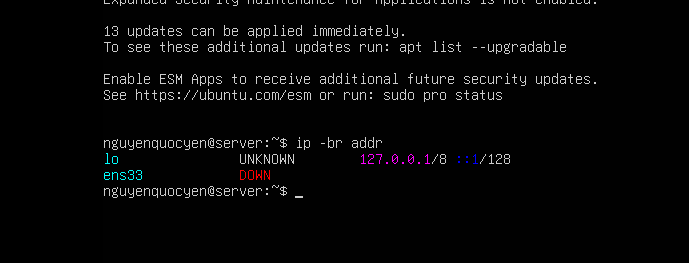 Expanded Security Maintenance for Applications is not enabled.
13 updates can be applied immediately.
To see these additional updates run: apt list --upgradable
Enable ESM Apps to receive additional future security updates.
See https://ubuntu.com/esm or run: sudo pro status
nguyenquocyen@server:~$ ip -br addr
lo UNKNOWN 127.0.0.1/8 ::1/128
ens33 DOWN
nguyenquocyen@server:~$ _